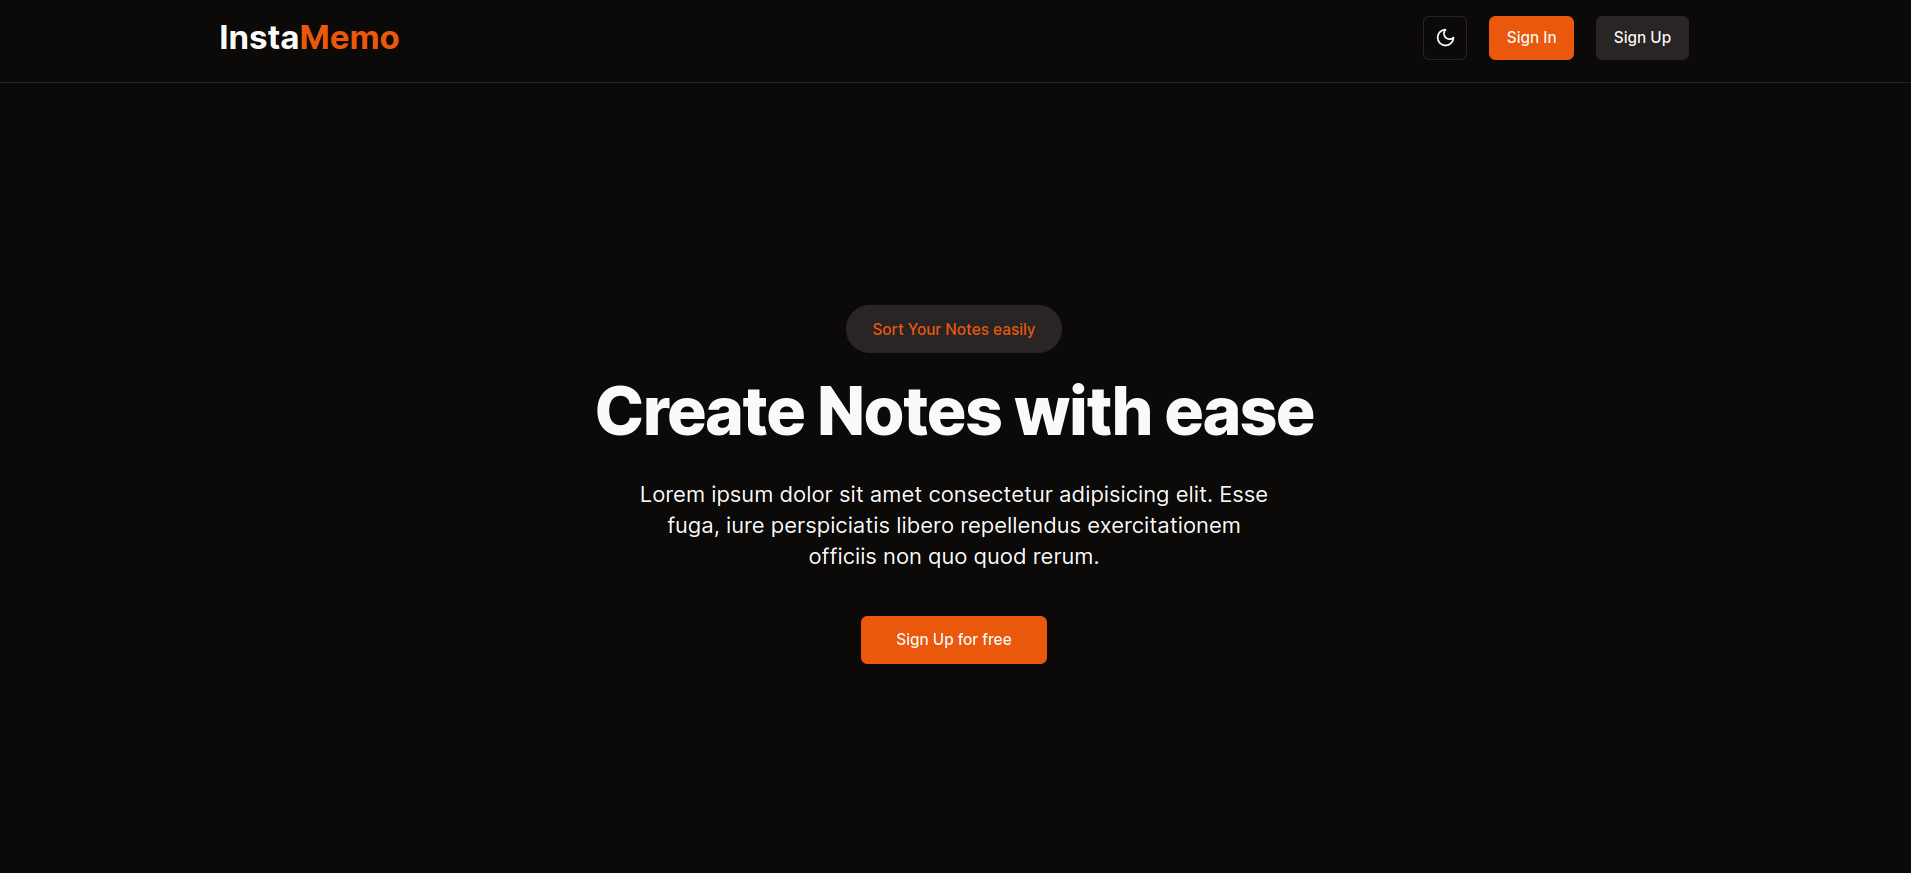 InstaMemo
Sign In
Sign Up
Sort Your Notes easily
Create Notes with ease
Lorem ipsum dolor sit amet consectetur adipisicing elit. Esse
fuga, iure perspiciatis libero repellendus exercitationem
officiis non quo quod rerum.
Sign Up for free